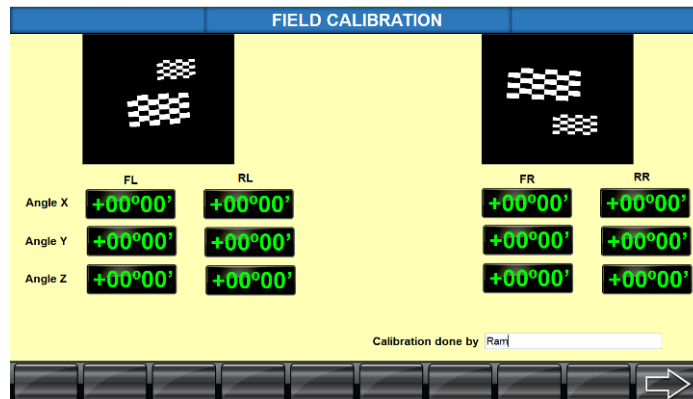 FIELD CALIBRATION
FL RL FR RR
Angle X +00º00’ +00º00’ +00º00’ +00º00’
Angle Y +00º00’ +00º00’ +00º00’ +00º00’
Angle Z +00º00’ +00º00’ +00º00’ +00º00’
Calibration done by Ram